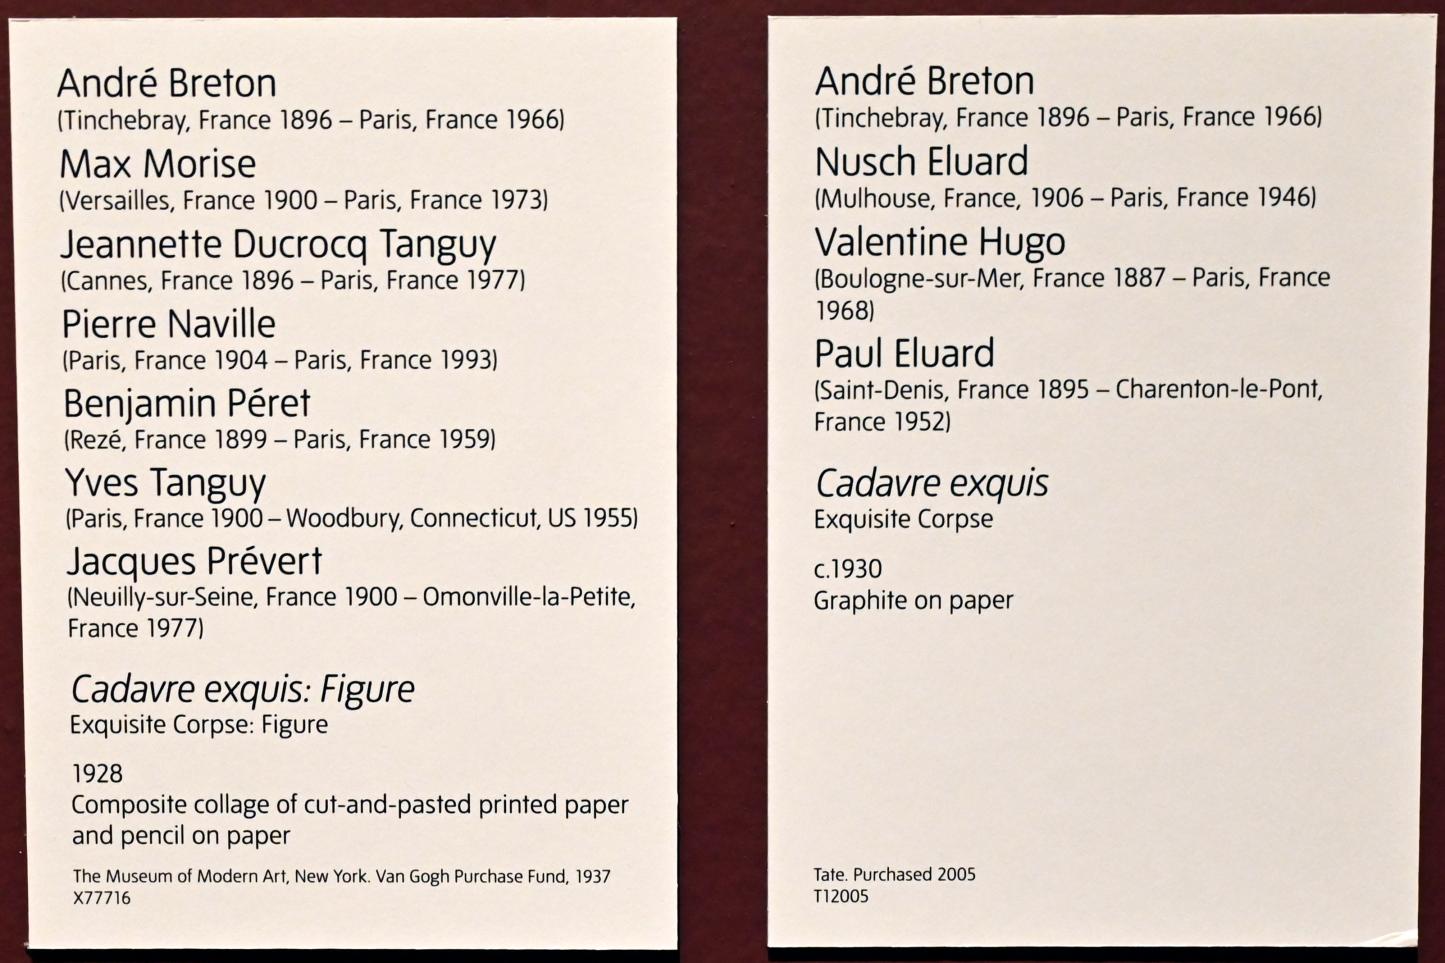 André Breton
(Tinchebray, France 1896 – Paris, France 1966)
Max Morise
(Versailles, France 1900 – Paris, France 1973)
Jeannette Ducrocq Tanguy
(Cannes, France 1896 – Paris, France 1977)
Pierre Naville
(Paris, France 1904 – Paris, France 1993)
Benjamin Péret
(Rezé, France 1899 – Paris, France 1959)
Yves Tanguy
(Paris, France 1900 – Woodbury, Connecticut, US 1955)
Jacques Prévert
(Neuilly-sur-Seine, France 1900 – Omonville-la-Petite,
France 1977)
Cadavre exquis: Figure
Exquisite Corpse: Figure
1928
Composite collage of cut-and-pasted printed paper
and pencil on paper
The Museum of Modern Art, New York. Van Gogh Purchase Fund, 1937
X77716
André Breton
(Tinchebray, France 1896 – Paris, France 1966)
Nusch Eluard
(Mulhouse, France, 1906 – Paris, France 1946)
Valentine Hugo
(Boulogne-sur-Mer, France 1887 – Paris, France
1968)
Paul Eluard
(Saint-Denis, France 1895 – Charenton-le-Pont,
France 1952)
Cadavre exquis
Exquisite Corpse
c.1930
Graphite on paper
Tate. Purchased 2005
T12005